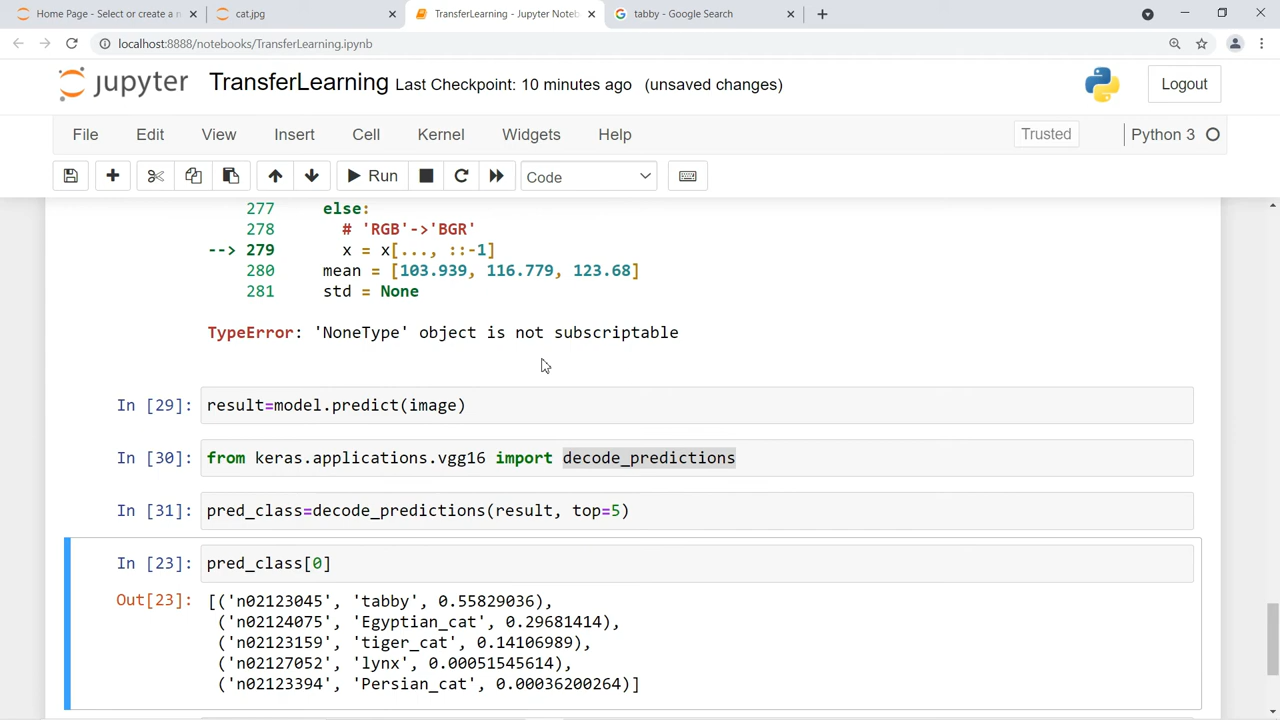 Home Page - Select or create a n
cat.jpg
TransferLearning - Jupyter Noteb
tabby - Google Search
localhost:8888/notebooks/TransferLearning.ipynb
jupyter TransferLearning Last Checkpoint: 10 minutes ago (unsaved changes)
Logout
File Edit View Insert Cell Kernel Widgets Help
Trusted Python 3
Run Code
277 else:
278 # 'RGB'->'BGR'
--> 279 x = x[..., ::-1]
280 mean = [103.939, 116.779, 123.68]
281 std = None
TypeError: 'NoneType' object is not subscriptable
In [29]: result=model.predict(image)
In [30]: from keras.applications.vgg16 import decode_predictions
In [31]: pred_class=decode_predictions(result, top=5)
In [23]: pred_class[0]
Out[23]: [('n02123045', 'tabby', 0.55829036),
('n02124075', 'Egyptian_cat', 0.29681414),
('n02123159', 'tiger_cat', 0.14106989),
('n02127052', 'lynx', 0.00051545614),
('n02123394', 'Persian_cat', 0.00036200264)]